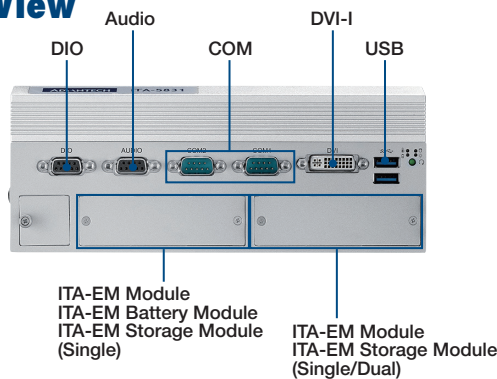 View
Audio
DVI-I
DIO
COM
USB
ADVANTECH ITA-5831
DIO
AUDIO
COM2
COM1
DVI
ITA-EM Module
ITA-EM Battery Module
ITA-EM Storage Module
(Single)
ITA-EM Module
ITA-EM Storage Module
(Single/Dual)